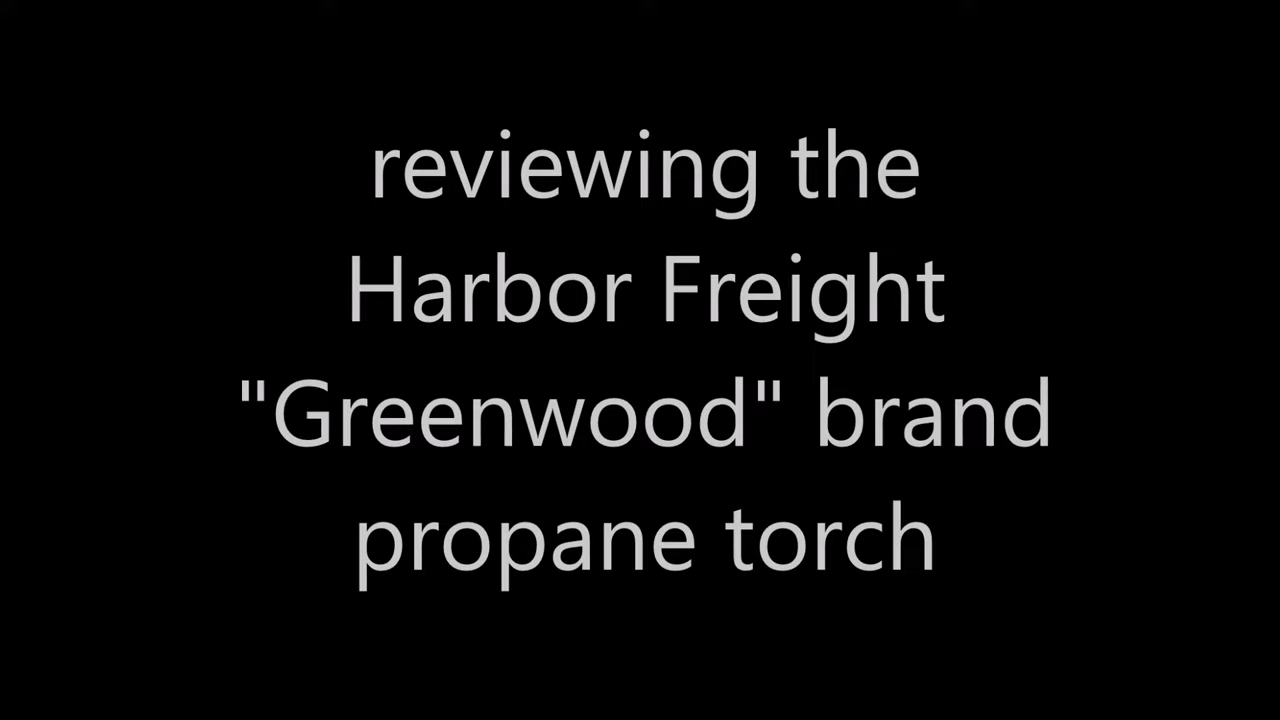 reviewing the
Harbor Freight
"Greenwood" brand
propane torch